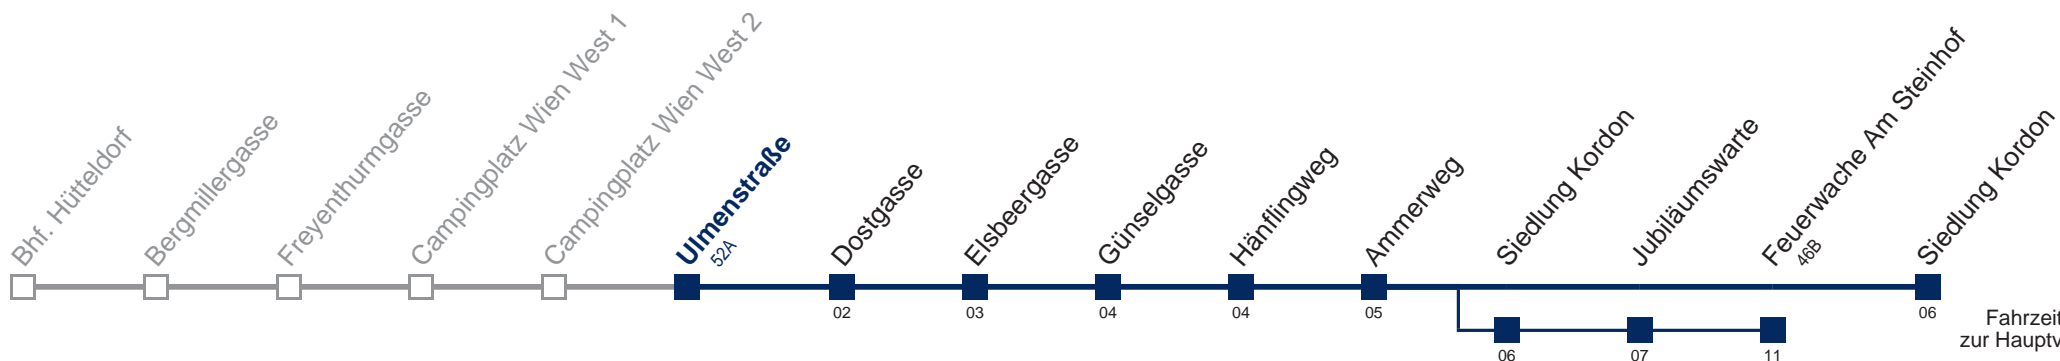 Bhf. Hütteldorf
Bergmillergasse
Freyenthurmgasse
Campingplatz Wien West 1
Campingplatz Wien West 2
Ulmenstraße
52A
Dostgasse
Elsbeergasse
Günselgasse
Hänflingweg
Ammerweg
Siedlung Kordon
Jubiläumswarte
Feuerwache Am Steinhof
46B
Siedlung Kordon
02
03
04
04
05
06
Fahrzeit
zur Hauptv
06
07
11